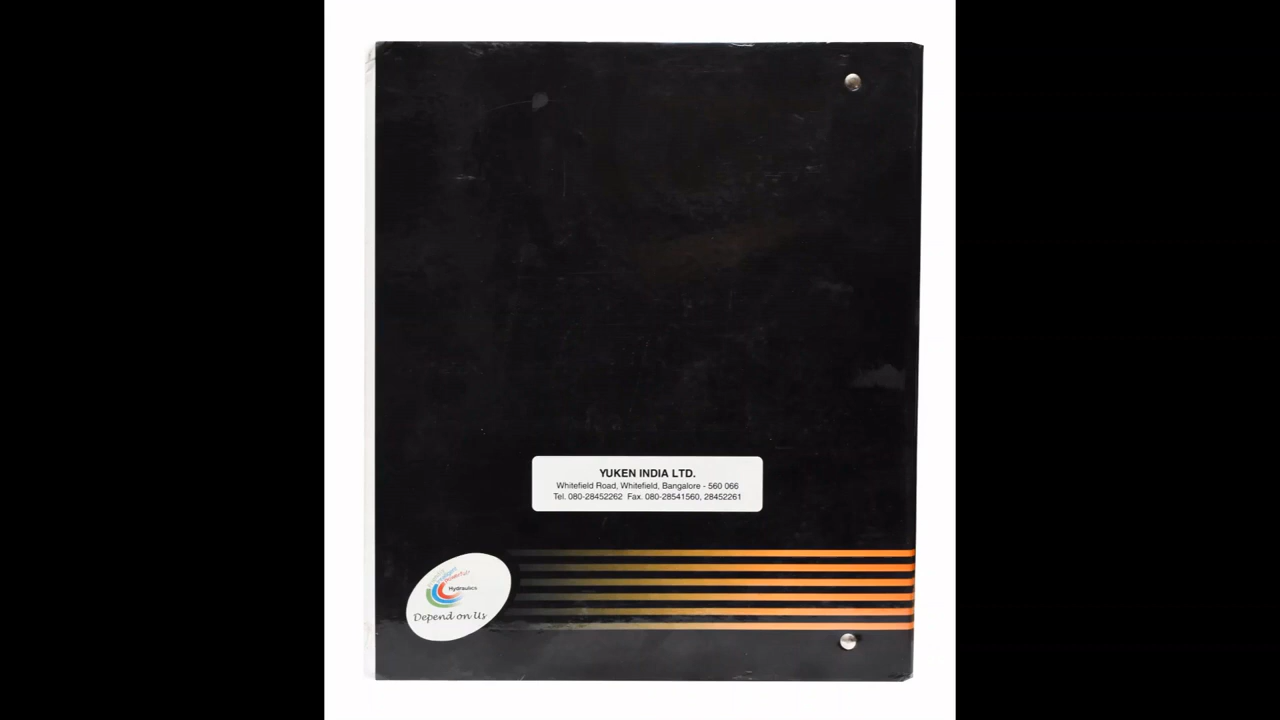 YUKEN INDIA LTD.
Whitefield Road, Whitefield, Bangalore - 560 066
Tel. 080-28452262 Fax. 080-28541560, 28452261
Powerful
Hydraulics
Depend on Us